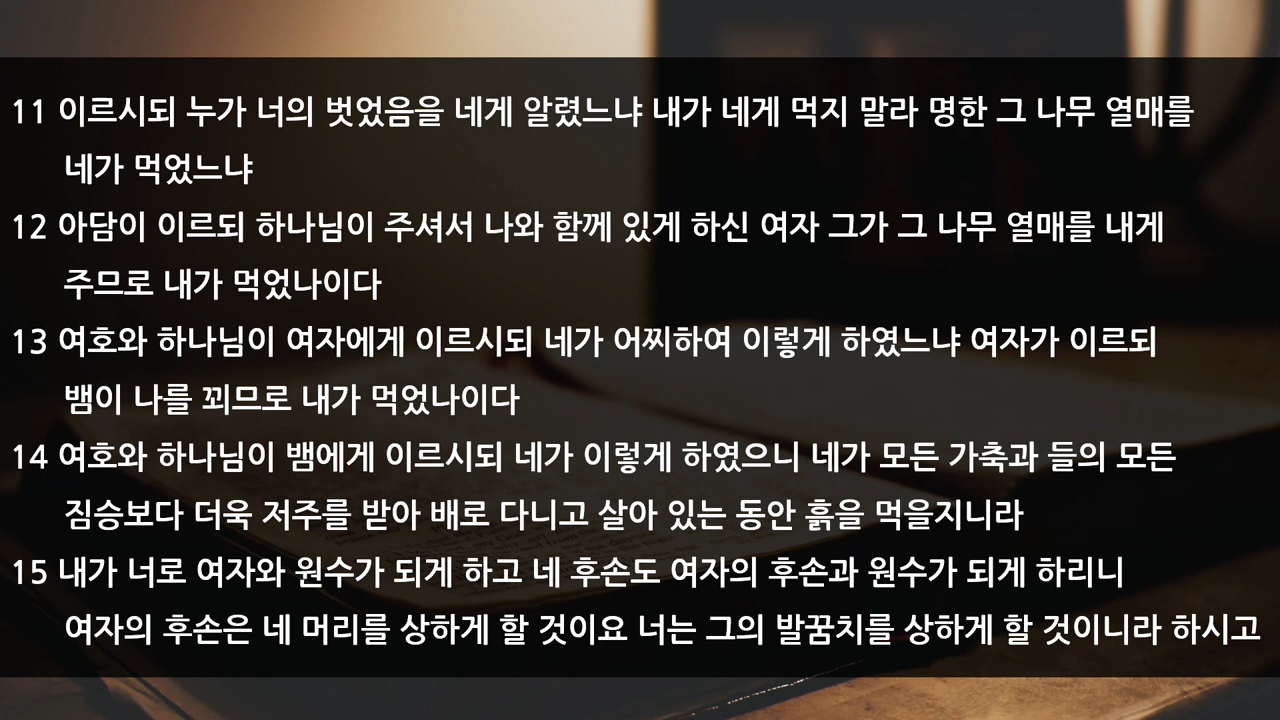 11 이르시되 누가 너의 벗었음을 네게 알렸느냐 내가 네게 먹지 말라 명한 그 나무 열매를
네가 먹었느냐
12 아담이 이르되 하나님이 주셔서 나와 함께 있게 하신 여자 그가 그 나무 열매를 내게
주므로 내가 먹었나이다
13 여호와 하나님이 여자에게 이르시되 네가 어찌하여 이렇게 하였느냐 여자가 이르되
뱀이 나를 꾀므로 내가 먹었나이다
14 여호와 하나님이 뱀에게 이르시되 네가 이렇게 하였으니 네가 모든 가축과 들의 모든
짐승보다 더욱 저주를 받아 배로 다니고 살아 있는 동안 흙을 먹을지니라
15 내가 너로 여자와 원수가 되게 하고 네 후손도 여자의 후손과 원수가 되게 하리니
여자의 후손은 네 머리를 상하게 할 것이요 너는 그의 발꿈치를 상하게 할 것이니라 하시고